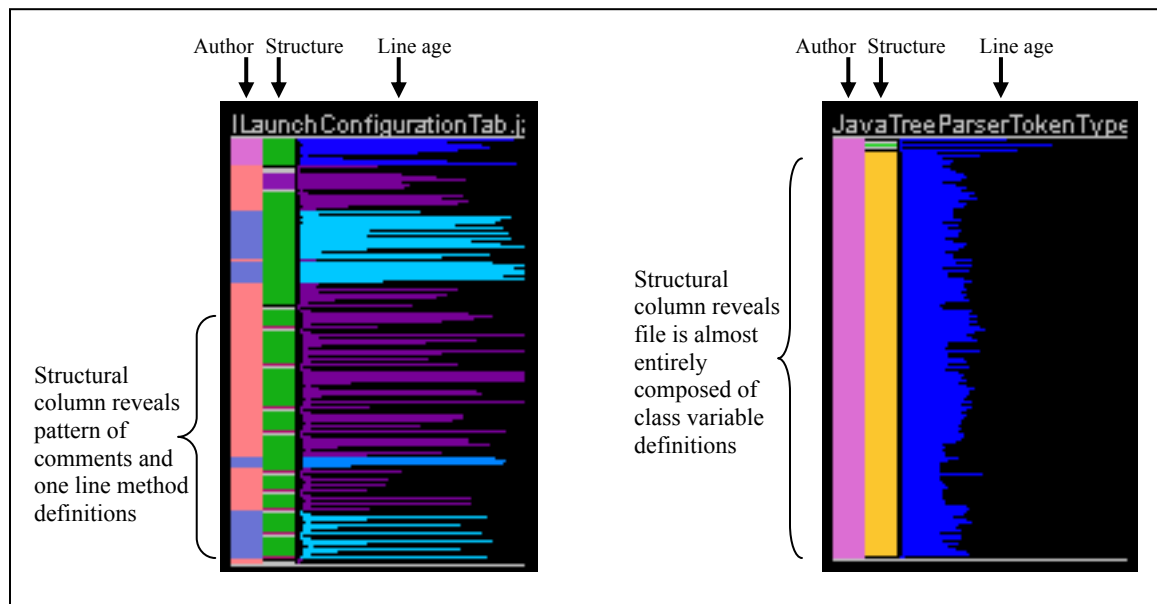 Author Structure Line age
ILaunchConfigurationTab.j
Structural
column reveals
pattern of
comments and
one line method
definitions
Author Structure Line age
JavaTreeParserTokenType
Structural
column reveals
file is almost
entirely
composed of
class variable
definitions